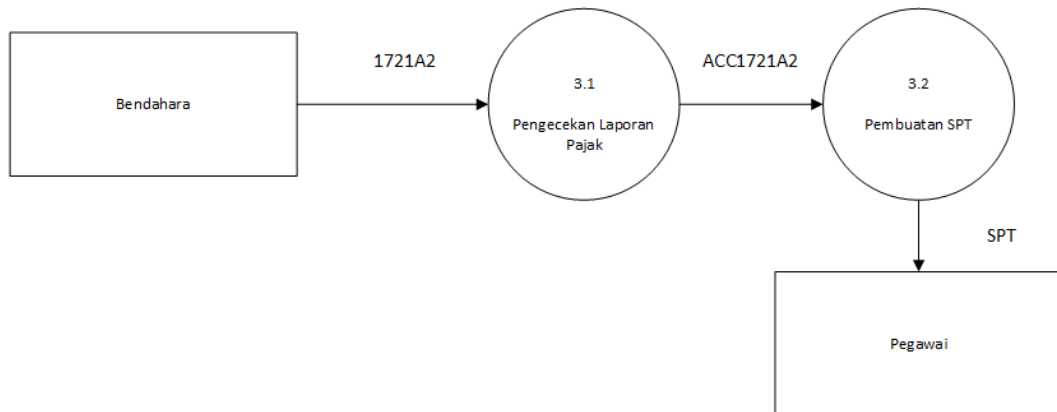 1721A2
ACC1721A2
Bendahara
3.1
Pengecekan Laporan
Pajak
3.2
Pembuatan SPT
SPT
Pegawai